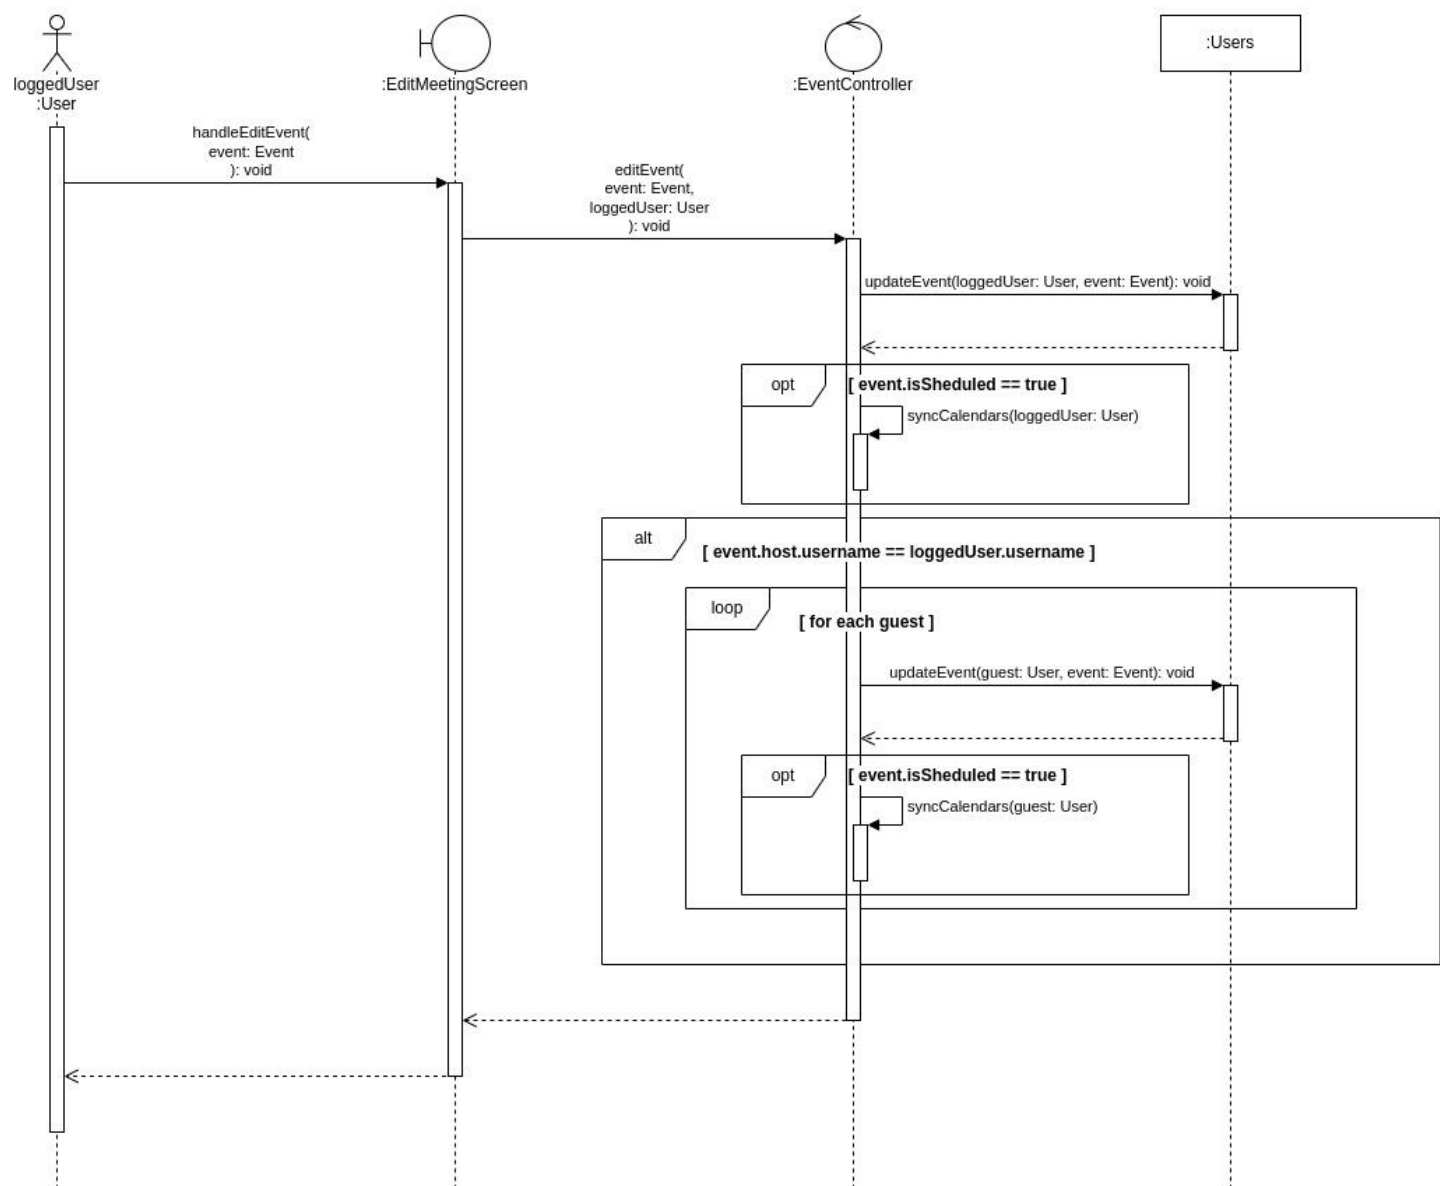 loggedUser
:User
:EditMeetingScreen
:EventController
:Users
handleEditEvent(
event: Event
): void
editEvent(
event: Event,
loggedUser: User
): void
updateEvent(loggedUser: User, event: Event): void
opt
[ event.isSheduled == true ]
syncCalendars(loggedUser: User)
alt
[ event.host.username == loggedUser.username ]
loop
[ for each guest ]
updateEvent(guest: User, event: Event): void
opt
[ event.isSheduled == true ]
syncCalendars(guest: User)